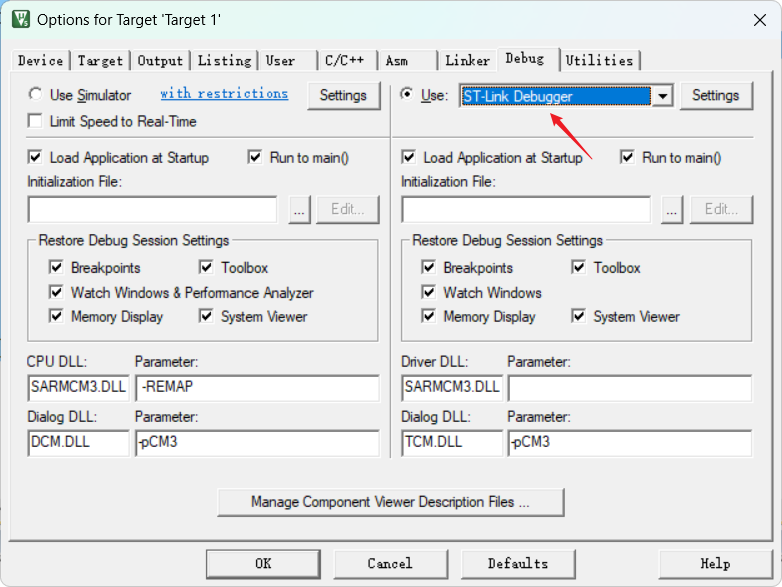 Options for Target 'Target 1'
Device Target Output Listing User C/C++ Asm Linker Debug Utilities
Use Simulator with restrictions Settings Use: ST-Link Debugger Settings
Limit Speed to Real-Time
Load Application at Startup Run to main() Load Application at Startup Run to main()
Initialization File: Initialization File:
... Edit... ... Edit...
Restore Debug Session Settings Restore Debug Session Settings
Breakpoints Toolbox Breakpoints Toolbox
Watch Windows & Performance Analyzer Watch Windows
Memory Display System Viewer Memory Display System Viewer
CPU DLL: Parameter: Driver DLL: Parameter:
SARMCM3.DLL -REMAP SARMCM3.DLL
Dialog DLL: Parameter: Dialog DLL: Parameter:
DCM.DLL -pCM3 TCM.DLL -pCM3
Manage Component Viewer Description Files ...
OK Cancel Defaults Help